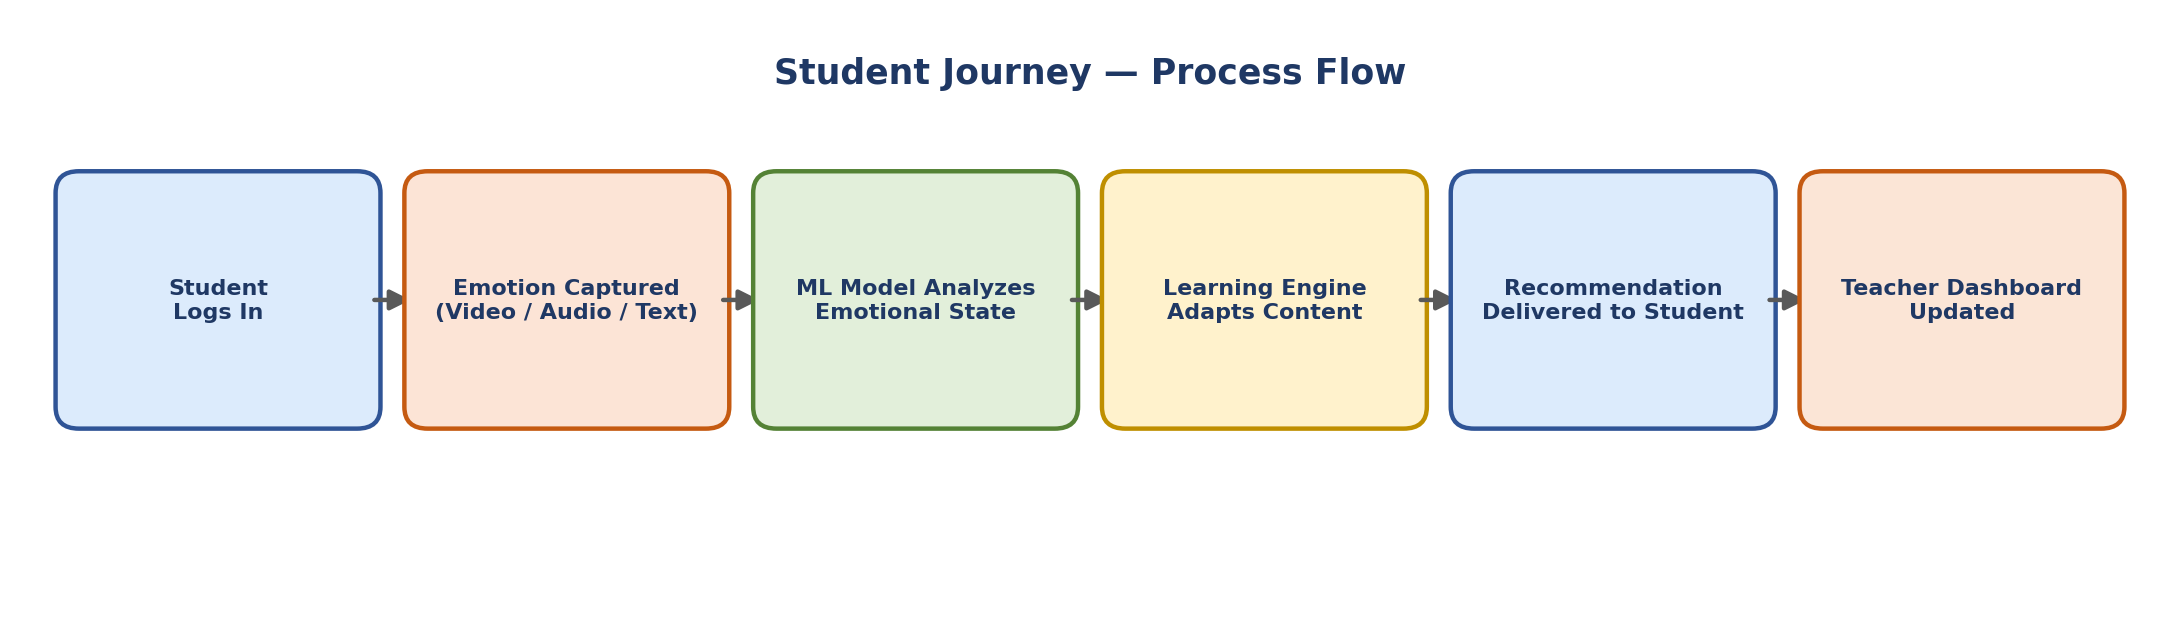 Student Journey — Process Flow
Student
Logs In
Emotion Captured
(Video / Audio / Text)
ML Model Analyzes
Emotional State
Learning Engine
Adapts Content
Recommendation
Delivered to Student
Teacher Dashboard
Updated